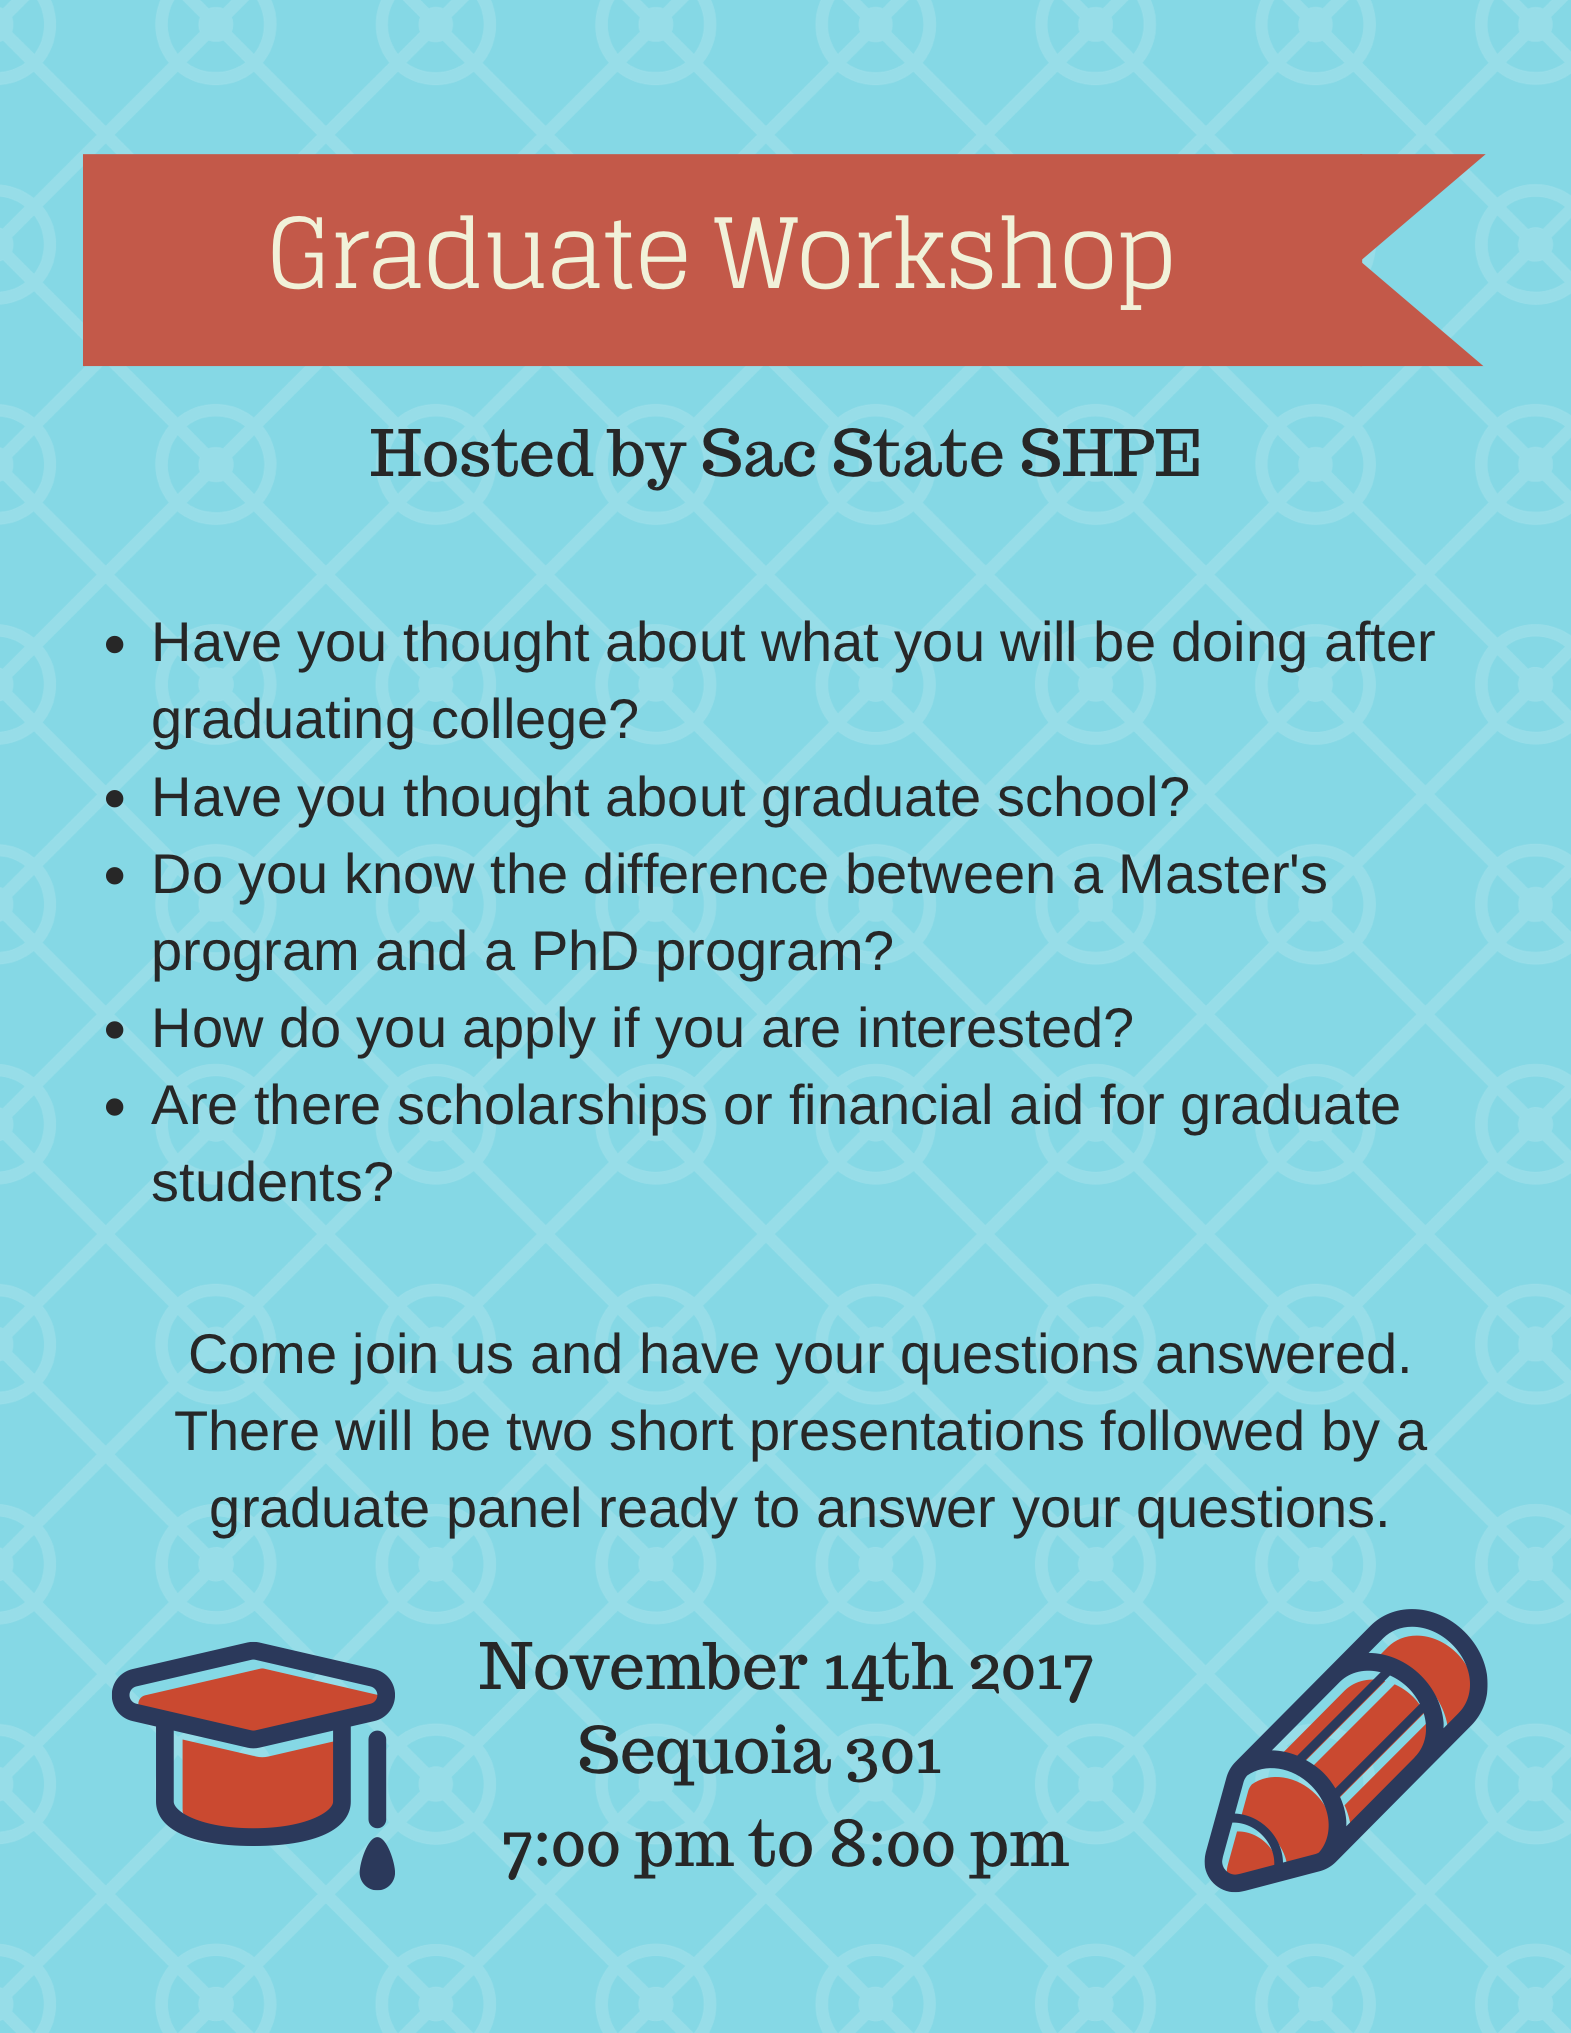 Graduate Workshop
Hosted by Sac State SHPE
• Have you thought about what you will be doing after
graduating college?
• Have you thought about graduate school?
• Do you know the difference between a Master's
program and a PhD program?
• How do you apply if you are interested?
• Are there scholarships or financial aid for graduate
students?
Come join us and have your questions answered.
There will be two short presentations followed by a
graduate panel ready to answer your questions.
November 14th 2017
Sequoia 301
7:00 pm to 8:00 pm